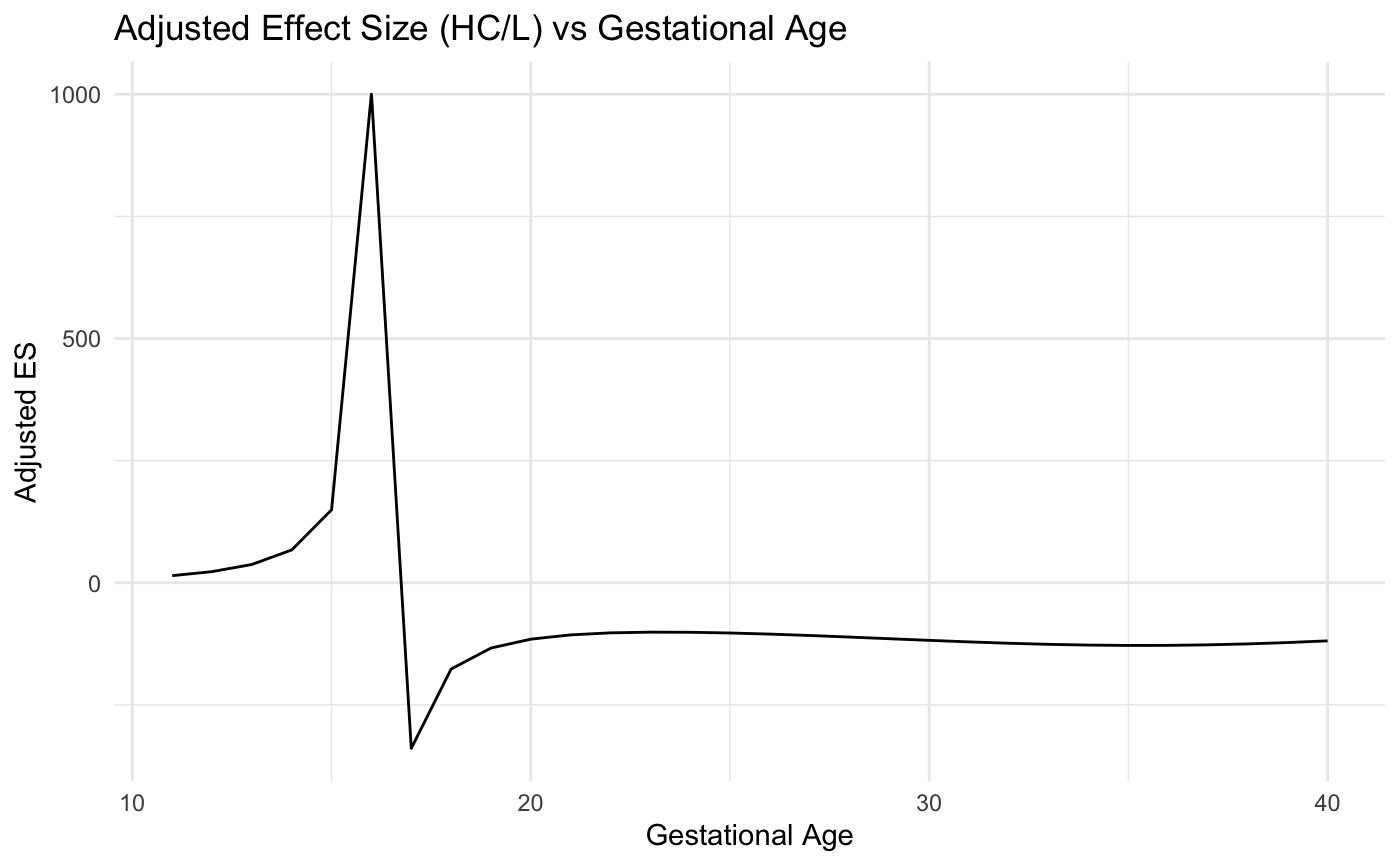 Adjusted Effect Size (HC/L) vs Gestational Age
1000
500
0
Adjusted ES
10 20 30 40
Gestational Age